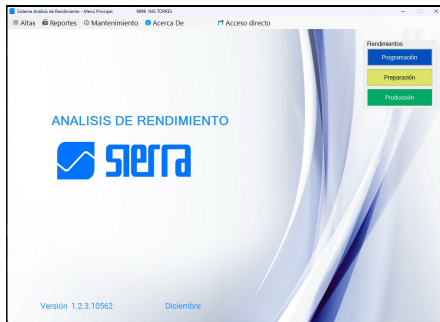 Sistema Análisis de Rendimiento - Menú Principal 9999 ING TORRES
Altas Reportes Mantenimiento Acerca De Acceso directo
Rendimientos
Programación
Preparación
Producción
ANALISIS DE RENDIMIENTO
sierra
Versión 1.2.3.10562 Diciembre